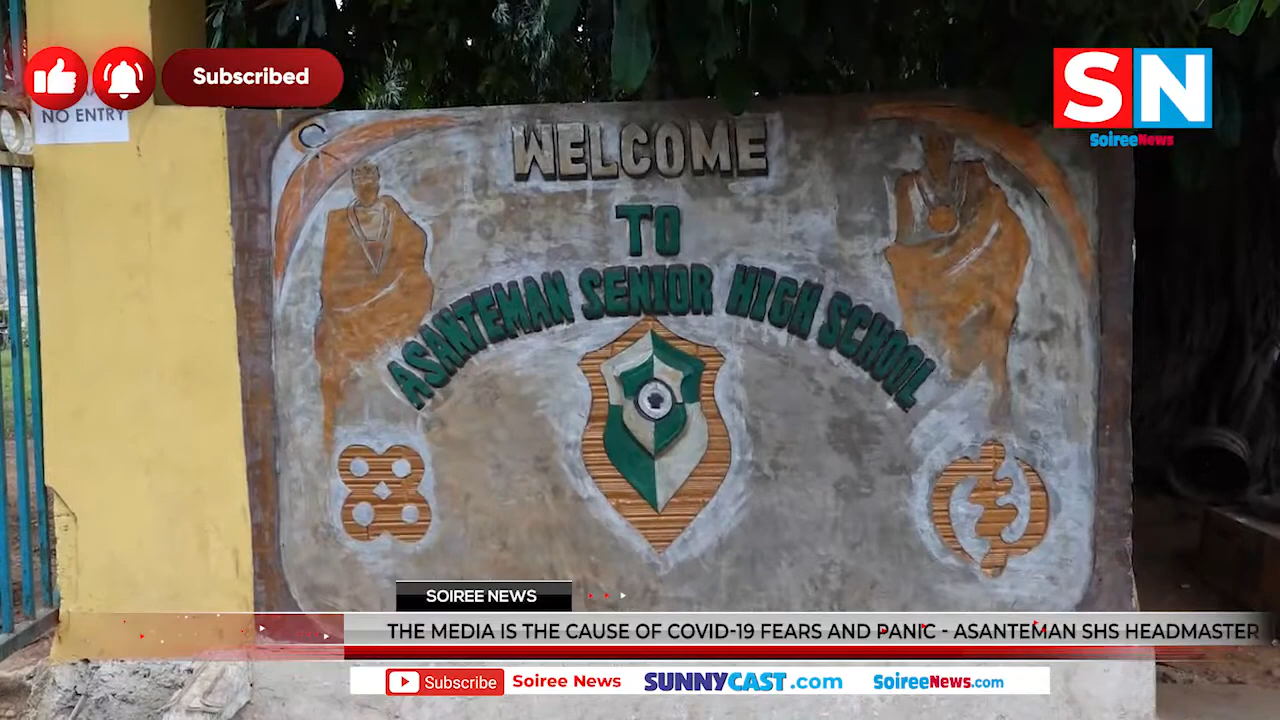 Subscribed
NO ENTRY
SN
SoireeNews
WELCOME
TO
ASANTEMAN SENIOR HIGH SCHOOL
SOIREE NEWS
THE MEDIA IS THE CAUSE OF COVID-19 FEARS AND PANIC - ASANTEMAN SHS HEADMASTER
Subscribe Soiree News SUNNYCAST.com SoireeNews.com